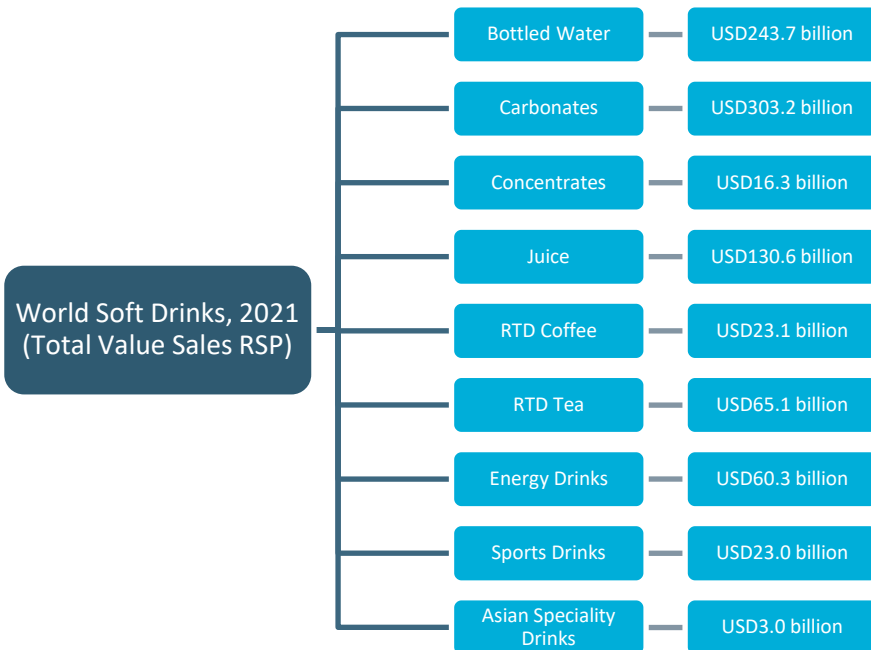 Bottled Water USD243.7 billion
Carbonates USD303.2 billion
Concentrates USD16.3 billion
Juice USD130.6 billion
World Soft Drinks, 2021
(Total Value Sales RSP)
RTD Coffee USD23.1 billion
RTD Tea USD65.1 billion
Energy Drinks USD60.3 billion
Sports Drinks USD23.0 billion
Asian Speciality
Drinks
USD3.0 billion